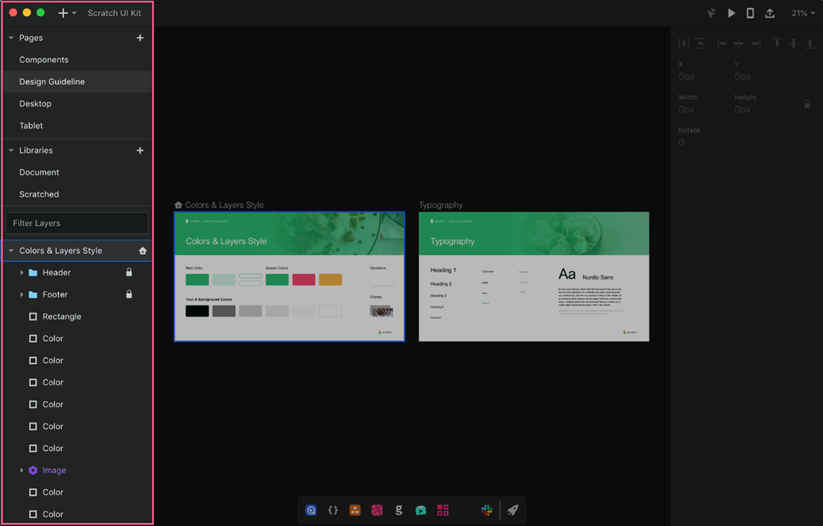 Scratch UI Kit
21%
Pages
Components
Design Guideline
Desktop
Tablet
Libraries
Document
Scratched
Filter Layers
Colors & Layers Style
Header
Footer
Rectangle
Color
Color
Color
Color
Color
Color
Image
Color
Color
Colors & Layers Style
Colors & Layers Style
Main Color
System Colors
Elevations
Text & Background Colors
Overlay
Typography
Typography
Heading 1
Heading 2
Heading 3
Heading 4
Heading 5
Aa
Nunito Sans
X
Y
0px
0px
Width
Height
0px
0px
Rotate
0